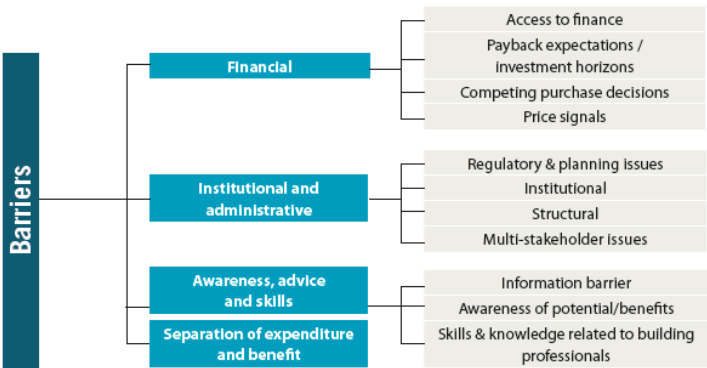 Barriers
Financial
Access to finance
Payback expectations /
investment horizons
Competing purchase decisions
Price signals
Institutional and
administrative
Regulatory & planning issues
Institutional
Structural
Multi-stakeholder issues
Awareness, advice
and skills
Information barrier
Awareness of potential/benefits
Skills & knowledge related to building
professionals
Separation of expenditure
and benefit